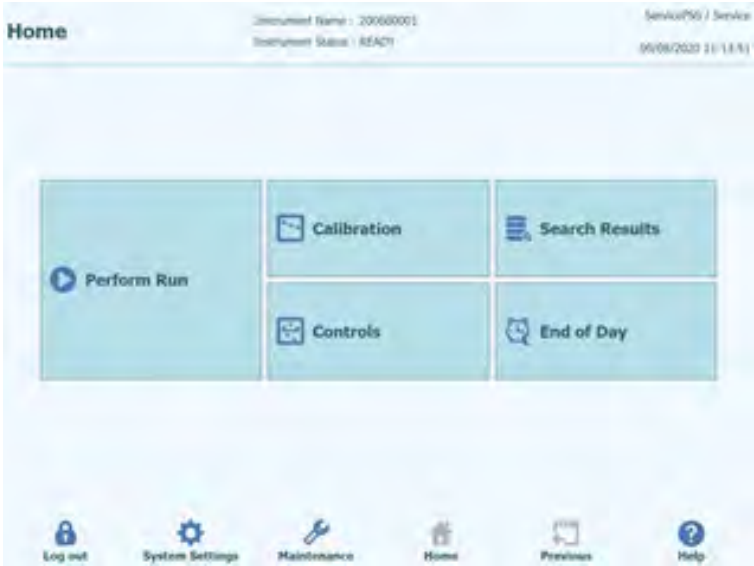 Home
Instrument Name : 200600001
Instrument Status : READY
/ Service
Perform Run
Calibration
Search Results
Controls
End of Day
Log out
System Settings
Maintenance
Home
Previous
Help